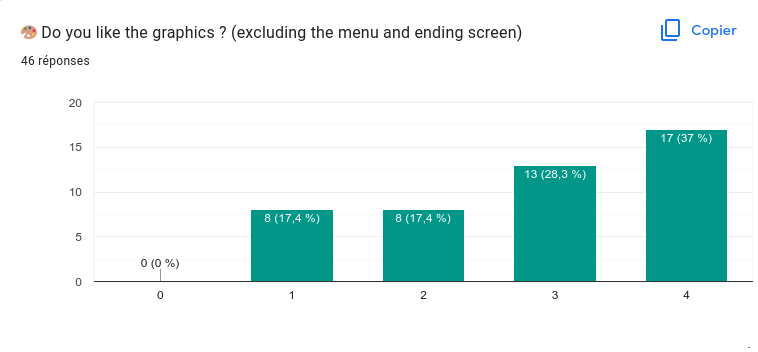 🎨 Do you like the graphics ? (excluding the menu and ending screen)
Copier
46 réponses
20
15
10
5
0
0 (0 %)
8 (17,4 %)
8 (17,4 %)
13 (28,3 %)
17 (37 %)
0 1 2 3 4